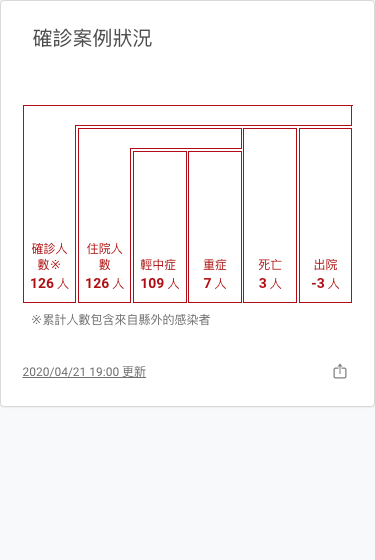 確診案例狀況
確診人
數※
126 人
住院人
數
126 人
輕中症
109 人
重症
7 人
死亡
3 人
出院
-3 人
※累計人數包含來自縣外的感染者
2020/04/21 19:00 更新